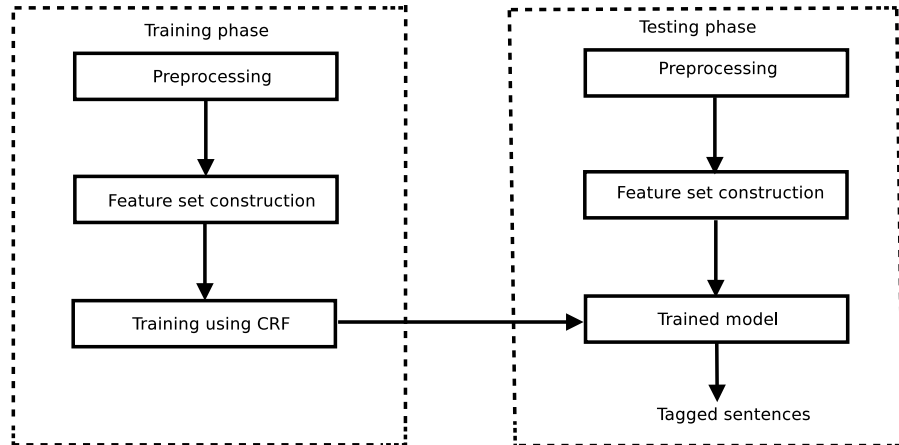 Training phase
Preprocessing
Feature set construction
Training using CRF
Testing phase
Preprocessing
Feature set construction
Trained model
Tagged sentences